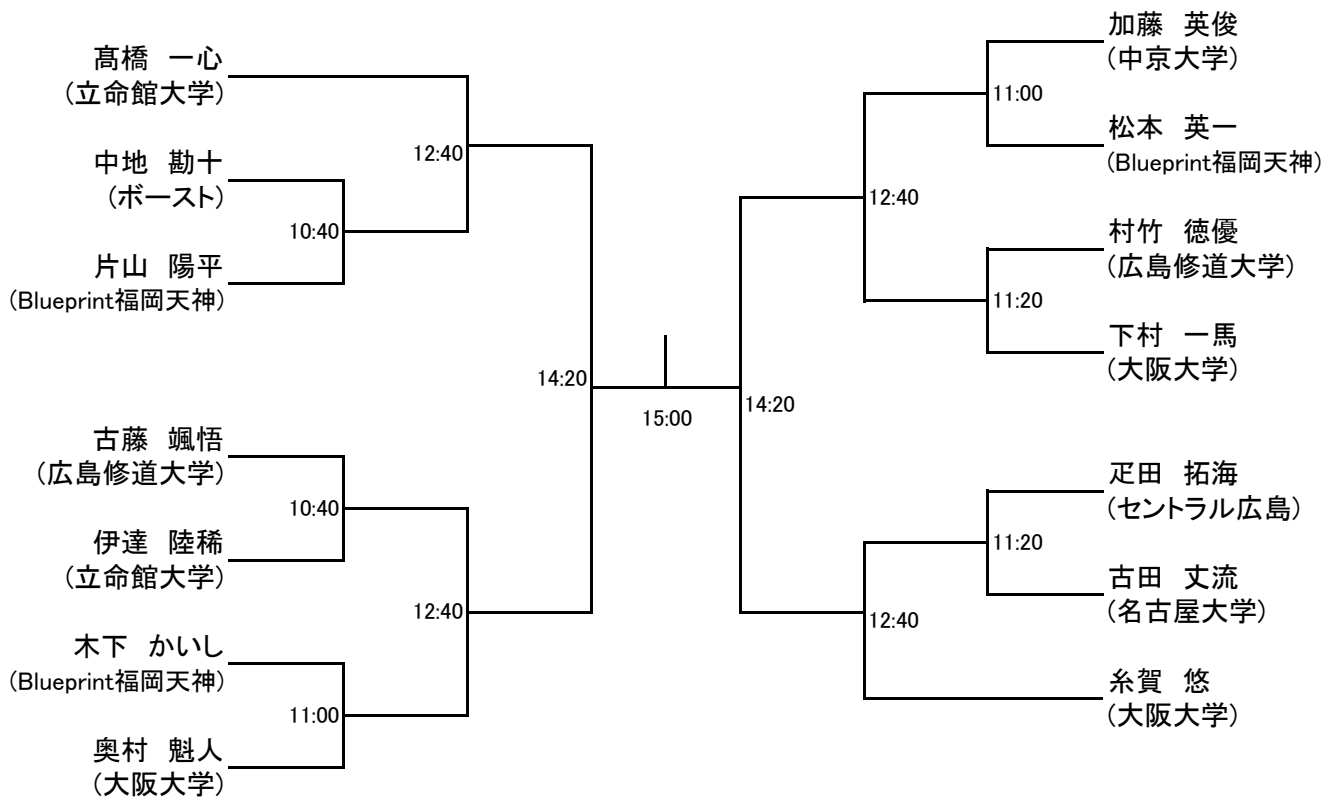 髙橋　一心
(立命館大学)
中地　勘十
(ボースト)
片山　陽平
(Blueprint福岡天神)
10:40
12:40
古藤　颯悟
(広島修道大学)
伊達　陸稀
(立命館大学)
木下　かいし
(Blueprint福岡天神)
奥村　魁人
(大阪大学)
10:40
11:00
12:40
14:20
15:00
加藤　英俊
(中京大学)
松本　英一
(Blueprint福岡天神)
村竹　徳優
(広島修道大学)
下村　一馬
(大阪大学)
11:00
11:20
12:40
14:20
疋田　拓海
(セントラル広島)
古田　丈流
(名古屋大学)
糸賀　悠
(大阪大学)
11:20
12:40